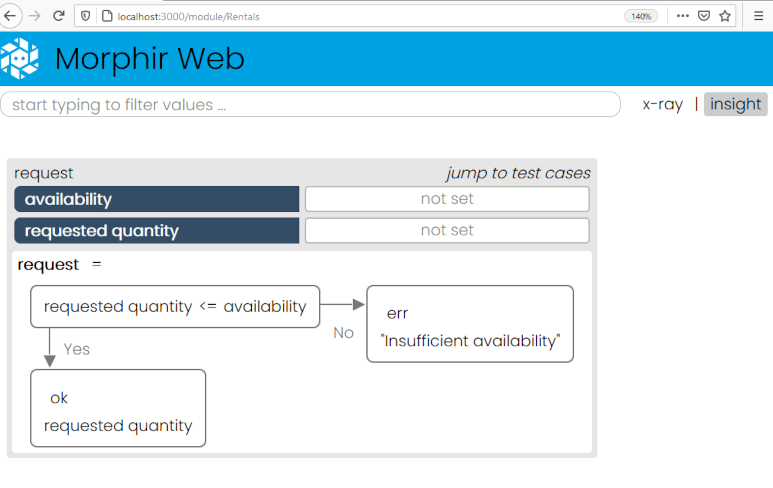 localhost:3000/module/Rentals
140%
Morphir Web
start typing to filter values ...
x-ray | insight
request
jump to test cases
availability
not set
requested quantity
not set
request =
requested quantity <= availability
No
err
"Insufficient availability"
Yes
ok
requested quantity